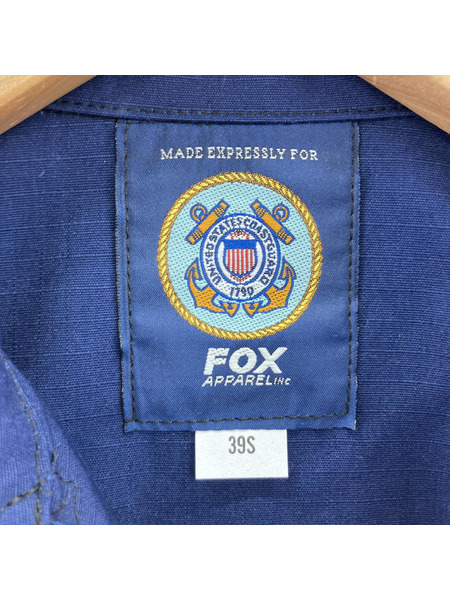 MADE EXPRESSLY FOR
UNITED STATES COAST GUARD
1790
FOX
APPAREL INC
39S